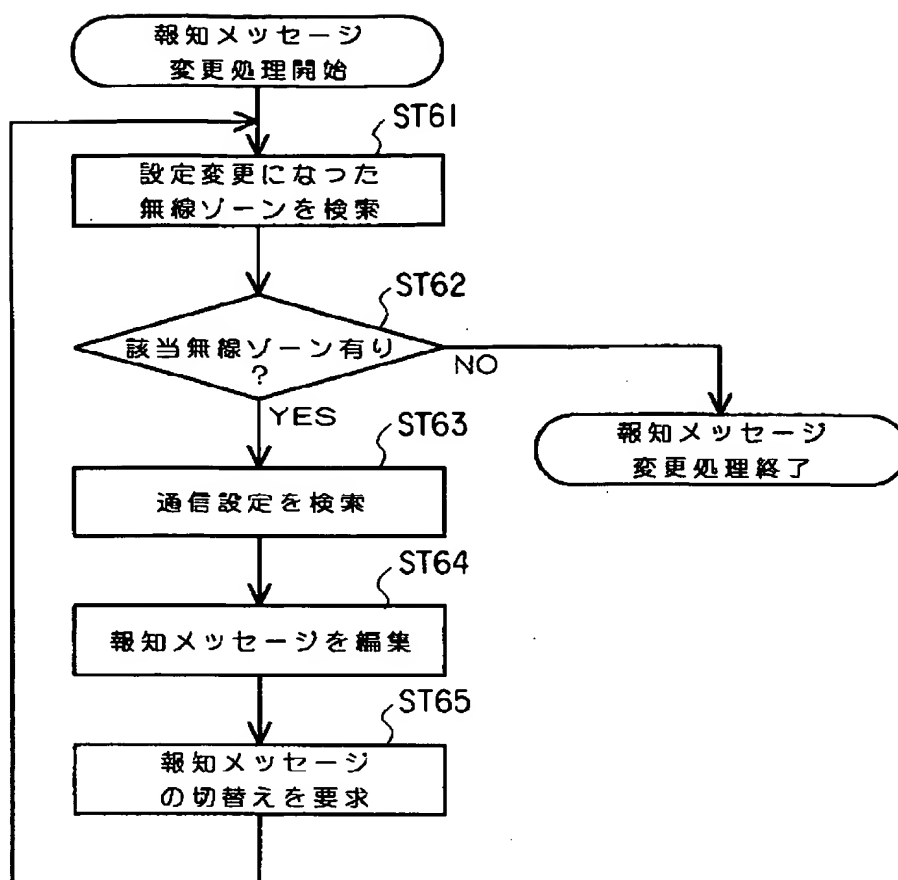 報知メッセージ
変更処理開始
ST61
設定変更になった
無線ゾーンを検索
ST62
該当無線ゾーン有り
?
NO
YES
報知メッセージ
変更処理終了
ST63
通信設定を検索
ST64
報知メッセージを編集
ST65
報知メッセージ
の切替えを要求